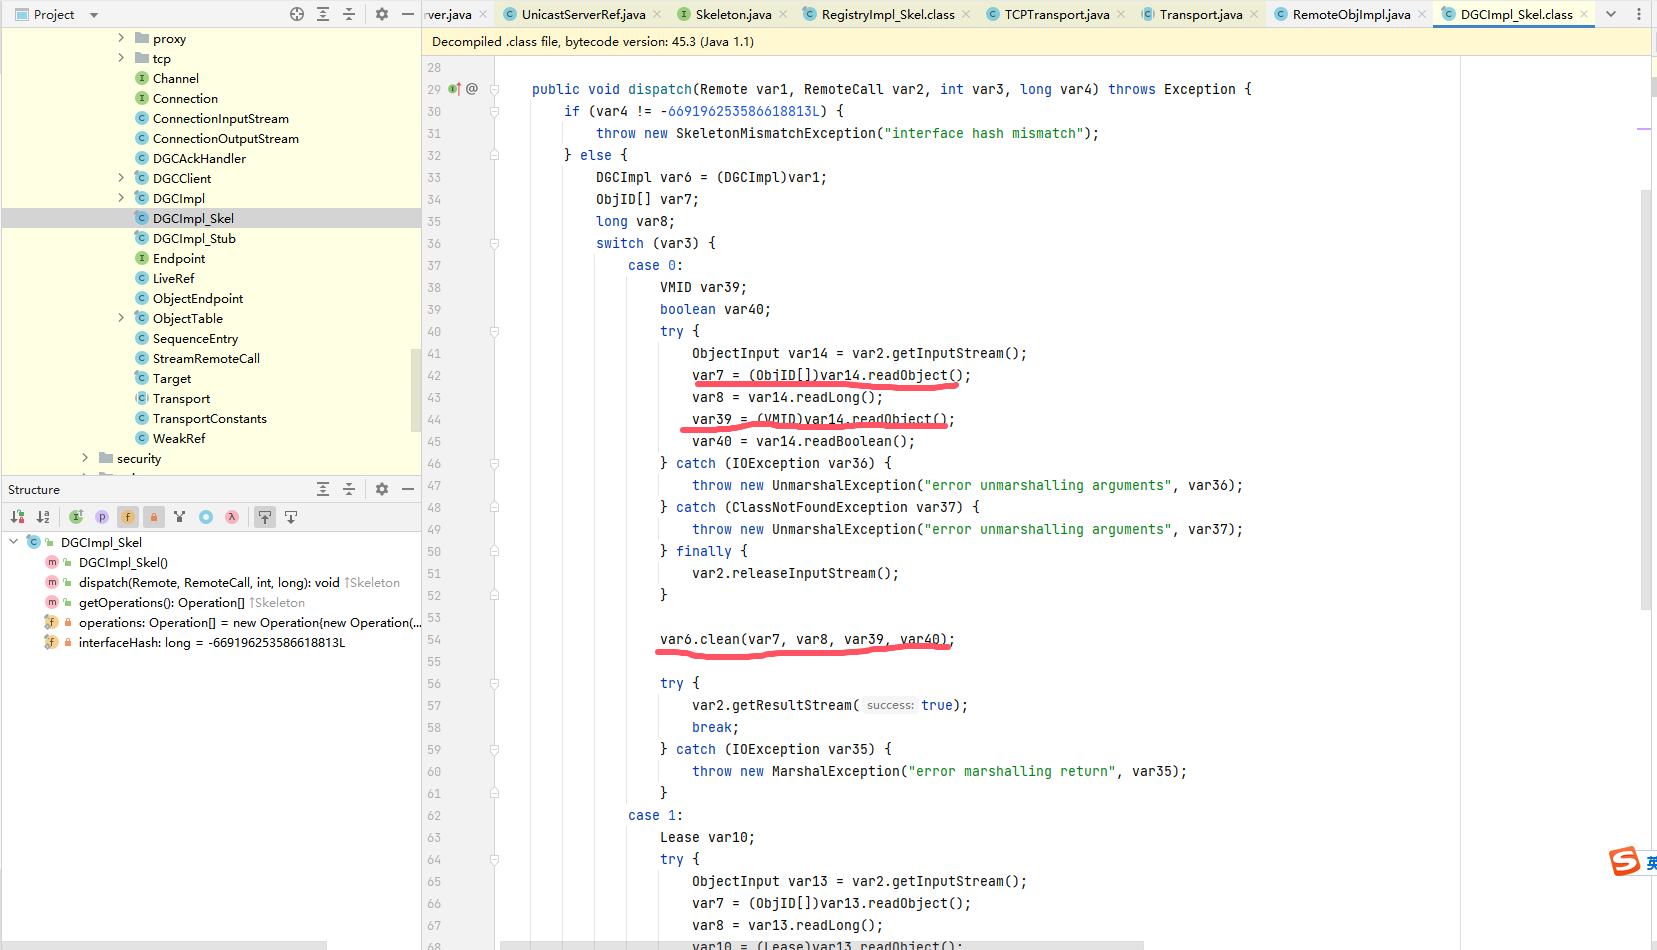 Project
rver.java
UnicastServerRef.java
Skeleton.java
RegistryImpl_Skel.class
TCPTransport.java
Transport.java
RemoteObjImpl.java
DGCImpl_Skel.class
Decompiled .class file, bytecode version: 45.3 (Java 1.1)
proxy
tcp
Channel
Connection
ConnectionInputStream
ConnectionOutputStream
DGCAckHandler
DGCClient
DGCImpl
DGCImpl_Skel
DGCImpl_Stub
Endpoint
LiveRef
ObjectEndpoint
ObjectTable
SequenceEntry
StreamRemoteCall
Target
Transport
TransportConstants
WeakRef
security
Structure
DGCImpl_Skel
DGCImpl_Skel()
dispatch(Remote, RemoteCall, int, long): void ↑Skeleton
getOperations(): Operation[] ↑Skeleton
operations: Operation[] = new Operation{new Operation(...
interfaceHash: long = -669196253586618813L
28
29 public void dispatch(Remote var1, RemoteCall var2, int var3, long var4) throws Exception {
30 if (var4 != -669196253586618813L) {
31 throw new SkeletonMismatchException("interface hash mismatch");
32 } else {
33 DGCImpl var6 = (DGCImpl)var1;
34 ObjID[] var7;
35 long var8;
36 switch (var3) {
37 case 0:
38 VMID var39;
39 boolean var40;
40 try {
41 ObjectInput var14 = var2.getInputStream();
42 var7 = (ObjID[])var14.readObject();
43 var8 = var14.readLong();
44 var39 = (VMID)var14.readObject();
45 var40 = var14.readBoolean();
46 } catch (IOException var36) {
47 throw new UnmarshalException("error unmarshalling arguments", var36);
48 } catch (ClassNotFoundException var37) {
49 throw new UnmarshalException("error unmarshalling arguments", var37);
50 } finally {
51 var2.releaseInputStream();
52 }
53
54 var6.clean(var7, var8, var39, var40);
55
56 try {
57 var2.getResultStream( success: true);
58 break;
59 } catch (IOException var35) {
60 throw new MarshalException("error marshalling return", var35);
61 }
62 case 1:
63 Lease var10;
64 try {
65 ObjectInput var13 = var2.getInputStream();
66 var7 = (ObjID[])var13.readObject();
67 var8 = var13.readLong();
68 var10 = (Lease)var13.readObject();
英